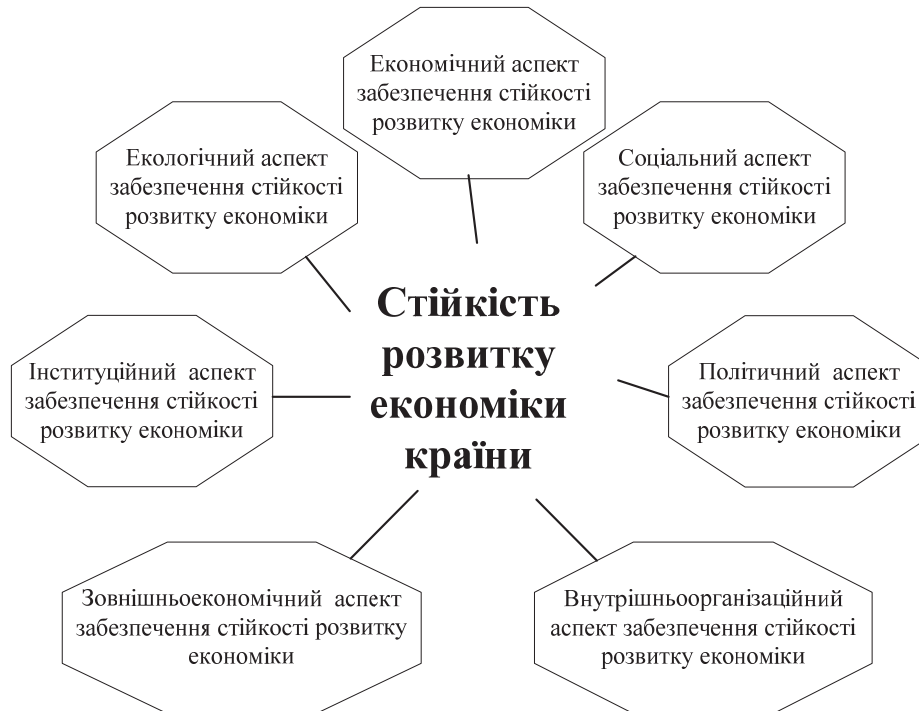 Економічний аспект
забезпечення стійкості
розвитку економіки
Екологічний аспект
забезпечення стійкості
розвитку економіки
Соціальний аспект
забезпечення стійкості
розвитку економіки
Стійкість
розвитку
економіки
країни
Інституційний аспект
забезпечення стійкості
розвитку економіки
Політичний аспект
забезпечення стійкості
розвитку економіки
Зовнішньоекономічний аспект
забезпечення стійкості розвитку
економіки
Внутрішньоорганізаційний
аспект забезпечення стійкості
розвитку економіки